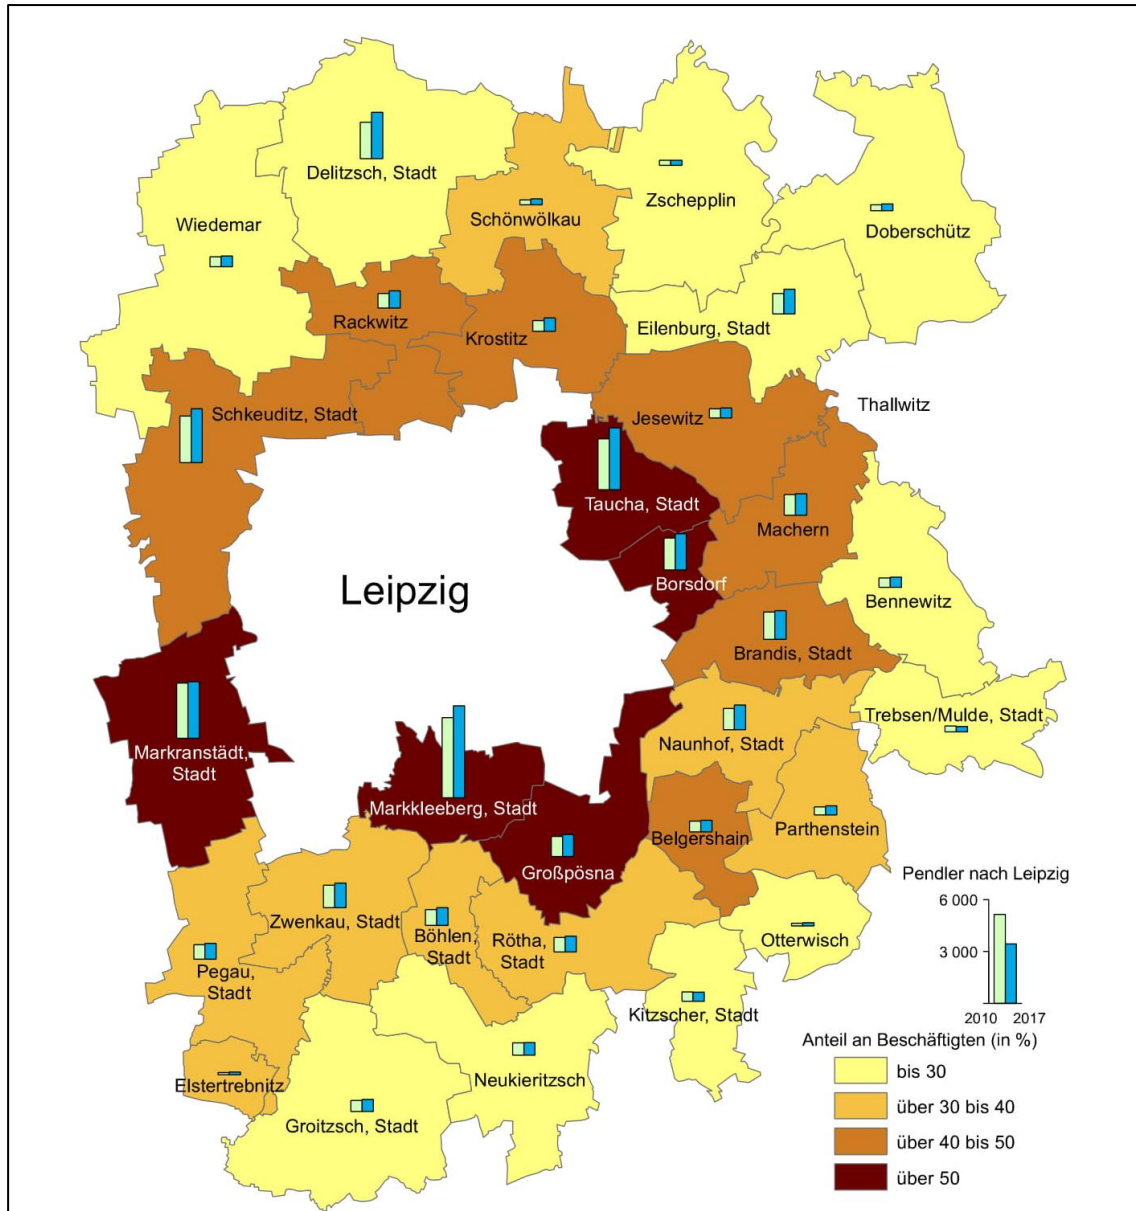 Delitzsch, Stadt
Zschepplin
Wiedemar
Schönwölkau
Doberschütz
Rackwitz
Krostitz
Eilenburg, Stadt
Schkeuditz, Stadt
Jesewitz
Thallwitz
Taucha, Stadt
Machern
Leipzig
Borsdorf
Bennewitz
Brandis, Stadt
Trebsen/Mulde, Stadt
Naunhof, Stadt
Markranstädt,
Stadt
Markkleeberg, Stadt
Belgershain
Parthenstein
Großpösna
Zwenkau, Stadt
Böhlen,
Stadt
Rötha,
Stadt
Otterwisch
Pegau,
Stadt
Kitzscher, Stadt
Elstertrebnitz
Neukieritzsch
Groitzsch, Stadt
Pendler nach Leipzig
6 000
3 000
2010 2017
Anteil an Beschäftigten (in %)
bis 30
über 30 bis 40
über 40 bis 50
über 50